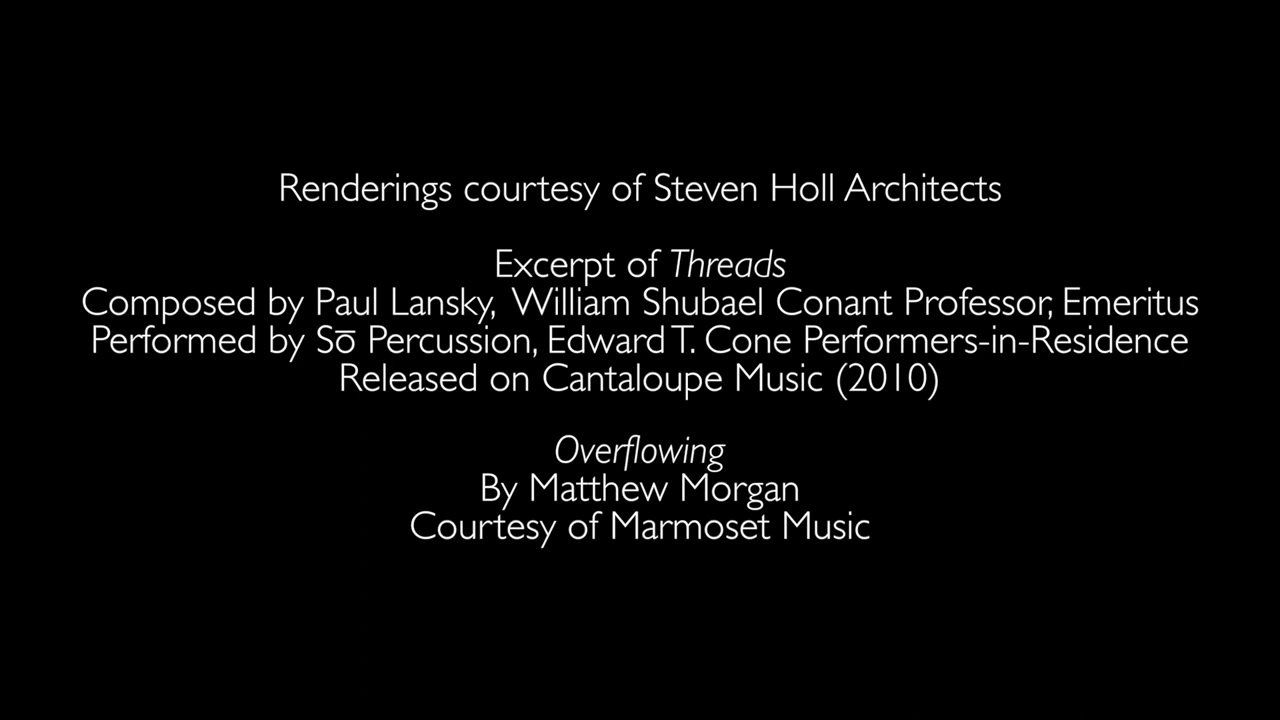 Renderings courtesy of Steven Holl Architects
Excerpt of Threads
Composed by Paul Lansky, William Shubael Conant Professor, Emeritus
Performed by Sō Percussion, Edward T. Cone Performers-in-Residence
Released on Cantaloupe Music (2010)
Overflowing
By Matthew Morgan
Courtesy of Marmoset Music